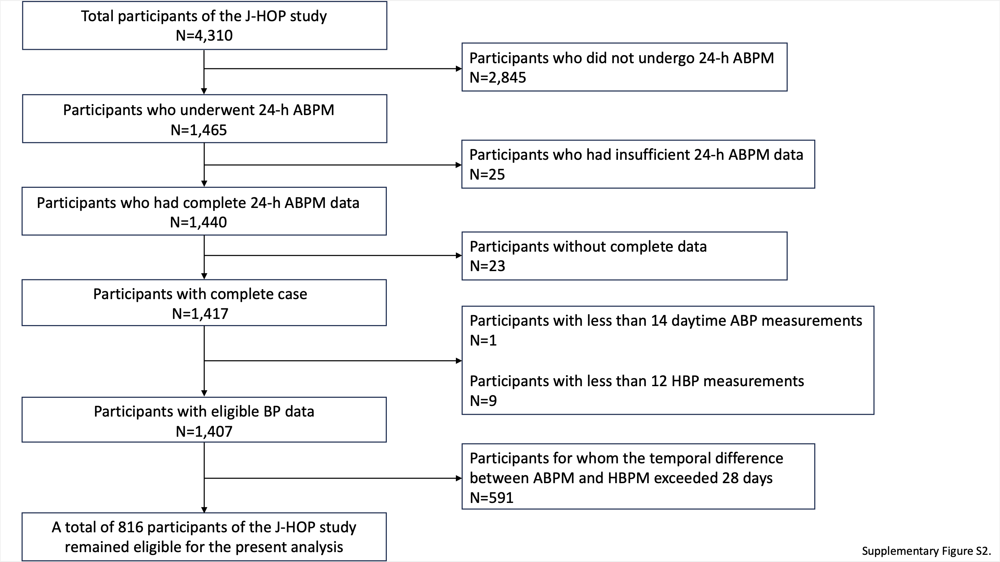 Total participants of the J-HOP study
N=4,310
Participants who did not undergo 24-h ABPM
N=2,845
Participants who underwent 24-h ABPM
N=1,465
Participants who had insufficient 24-h ABPM data
N=25
Participants who had complete 24-h ABPM data
N=1,440
Participants without complete data
N=23
Participants with complete case
N=1,417
Participants with less than 14 daytime ABP measurements
N=1
Participants with less than 12 HBP measurements
N=9
Participants with eligible BP data
N=1,407
Participants for whom the temporal difference
between ABPM and HBPM exceeded 28 days
N=591
A total of 816 participants of the J-HOP study
remained eligible for the present analysis
Supplementary Figure S2.